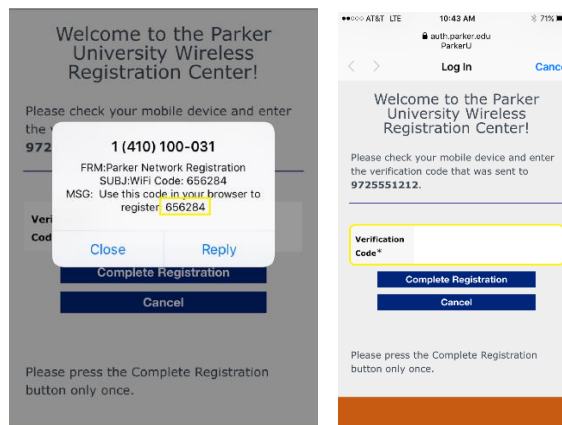 Welcome to the Parker
University Wireless
Registration Center!
Please check your mobile device and enter
the
972
1 (410) 100-031
FRM:Parker Network Registration
SUBJ:WiFi Code: 656284
MSG: Use this code in your browser to
register 656284
Close Reply
Veri
Cod
Complete Registration
Cancel
Please press the Complete Registration
button only once.
AT&T LTE 10:43 AM 71%
auth.parker.edu
ParkerU
Log In Cance
Welcome to the Parker
University Wireless
Registration Center!
Please check your mobile device and enter
the verification code that was sent to
9725551212.
Verification
Code*
Complete Registration
Cancel
Please press the Complete Registration
button only once.